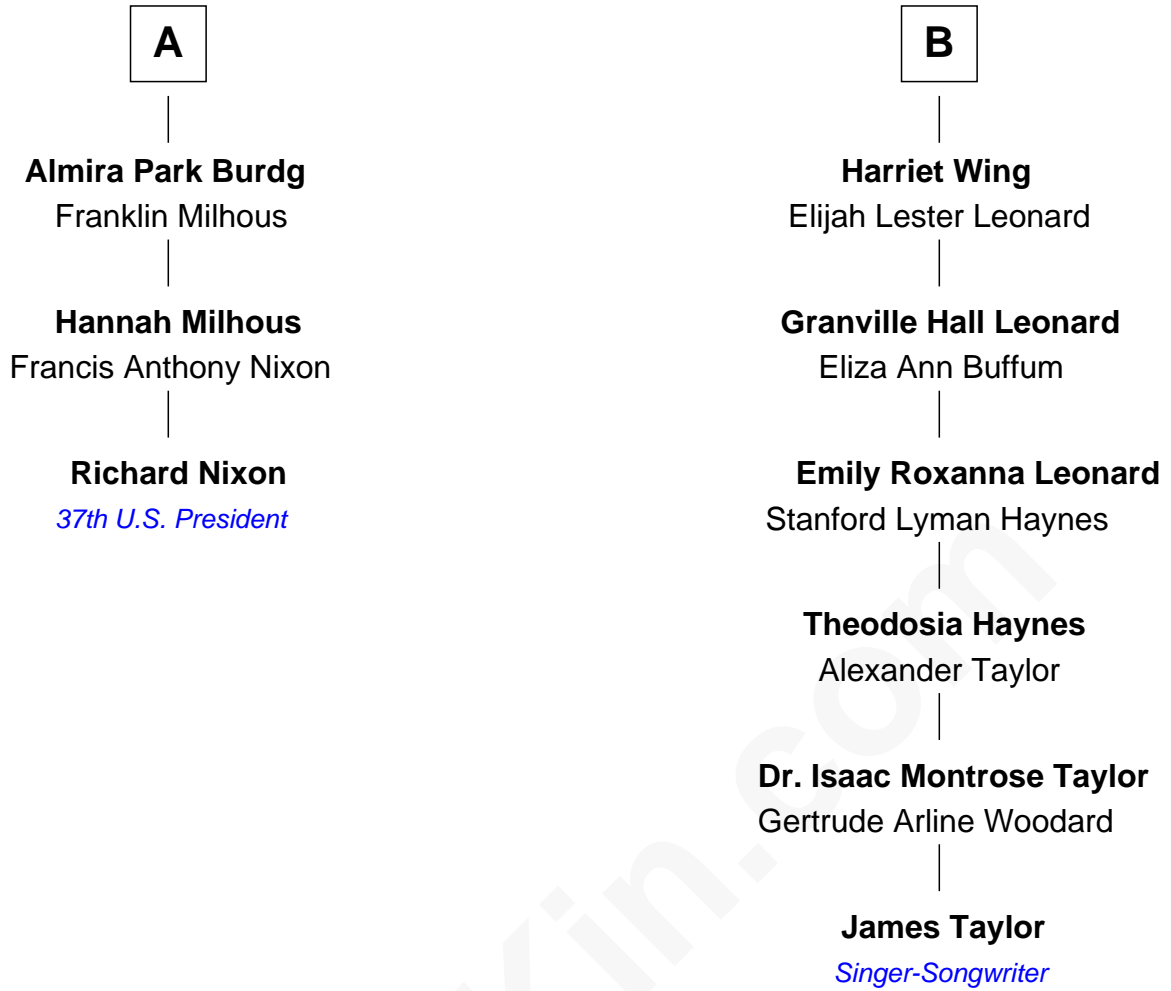 A
Almira Park Burdg
Franklin Milhous
Hannah Milhous
Francis Anthony Nixon
Richard Nixon
37th U.S. President
B
Harriet Wing
Elijah Lester Leonard
Granville Hall Leonard
Eliza Ann Buffum
Emily Roxanna Leonard
Stanford Lyman Haynes
Theodosia Haynes
Alexander Taylor
Dr. Isaac Montrose Taylor
Gertrude Arline Woodard
James Taylor
Singer-Songwriter
Kin.com